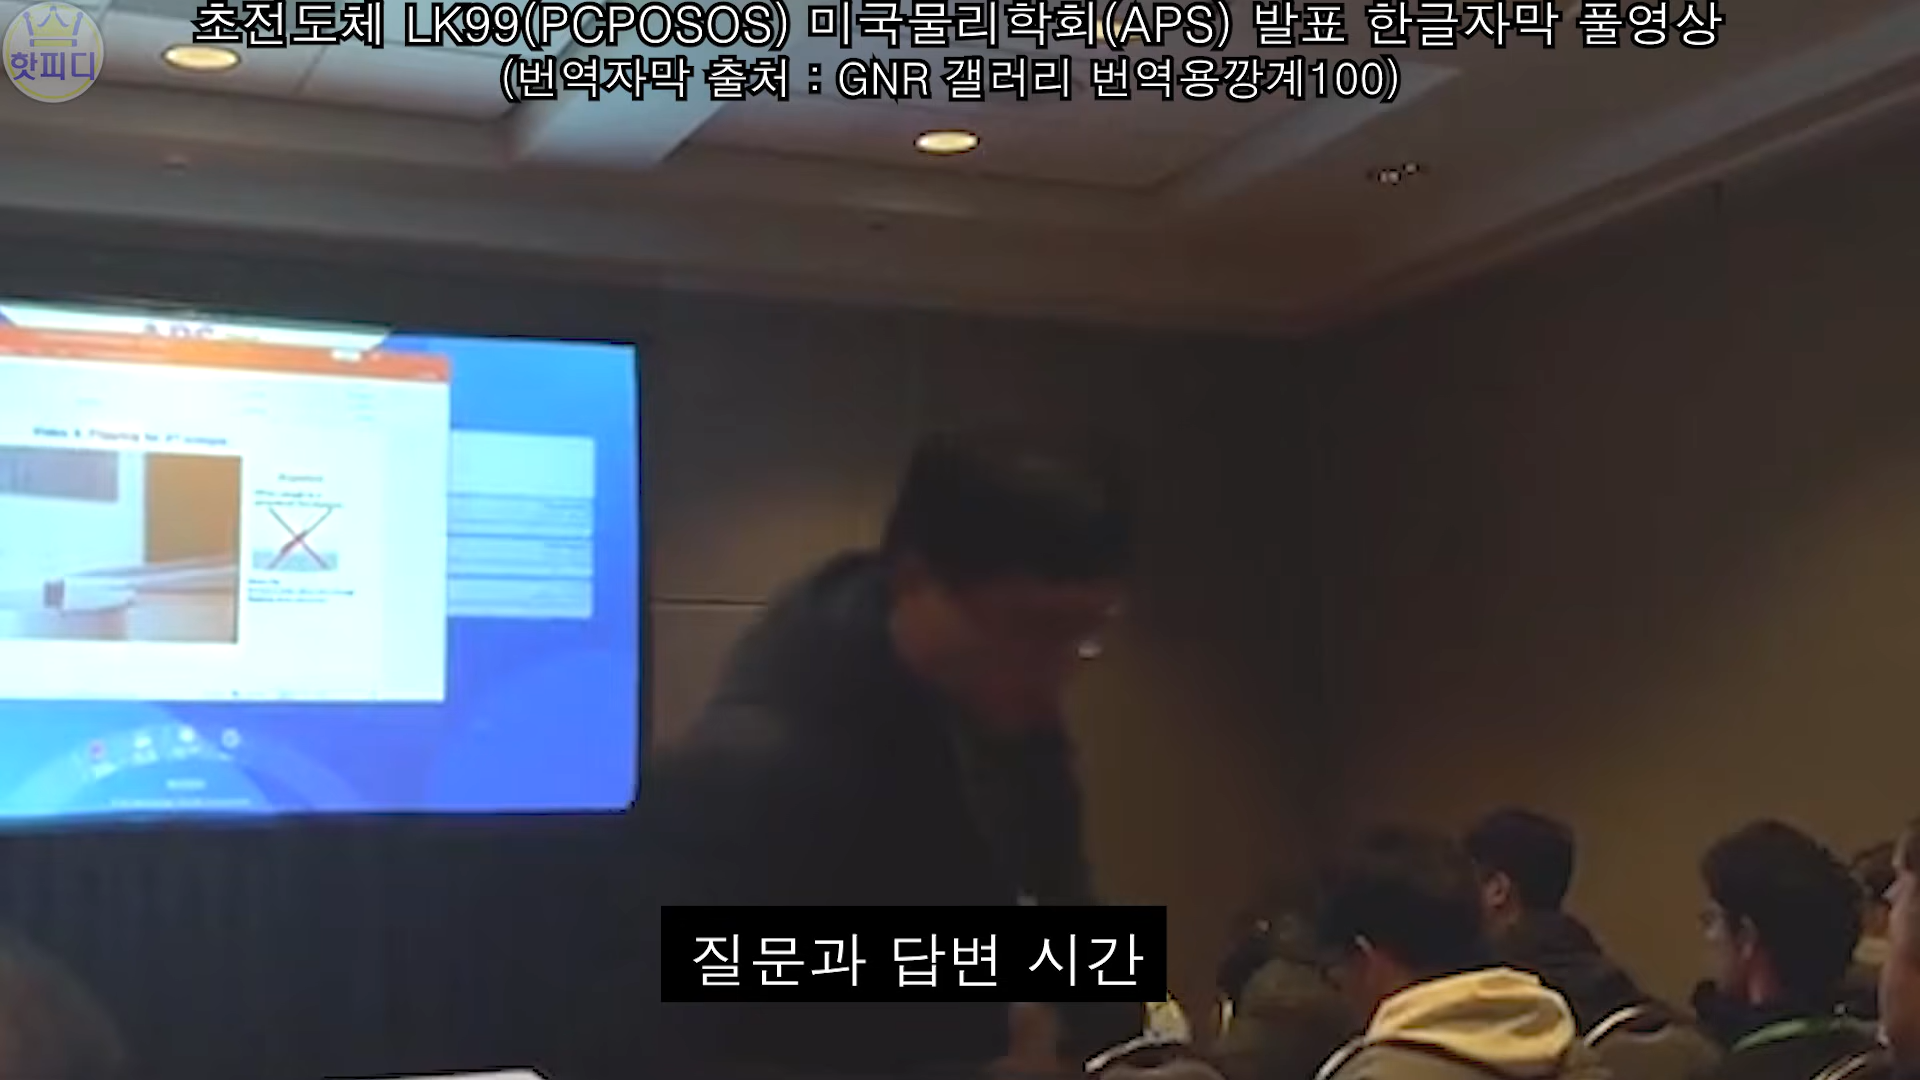 초전도체 LK99(PCPOSOS) 미국물리학회(APS) 발표 한글자막 풀영상
(번역자막 출처 : GNR 갤러리 번역용깡계100)
핫피디
질문과 답변 시간